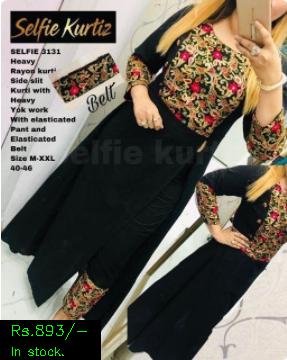 Selfie Kurtiz
SELFIE 3131
Heavy
Rayon kurti
Side slit
Kurti with
Heavy
Yok work
With elasticated
Pant and
Elasticated
Belt
Size M-XXL
40-46
Belt
selfie kurtiz
Rs.893/-
In stock.